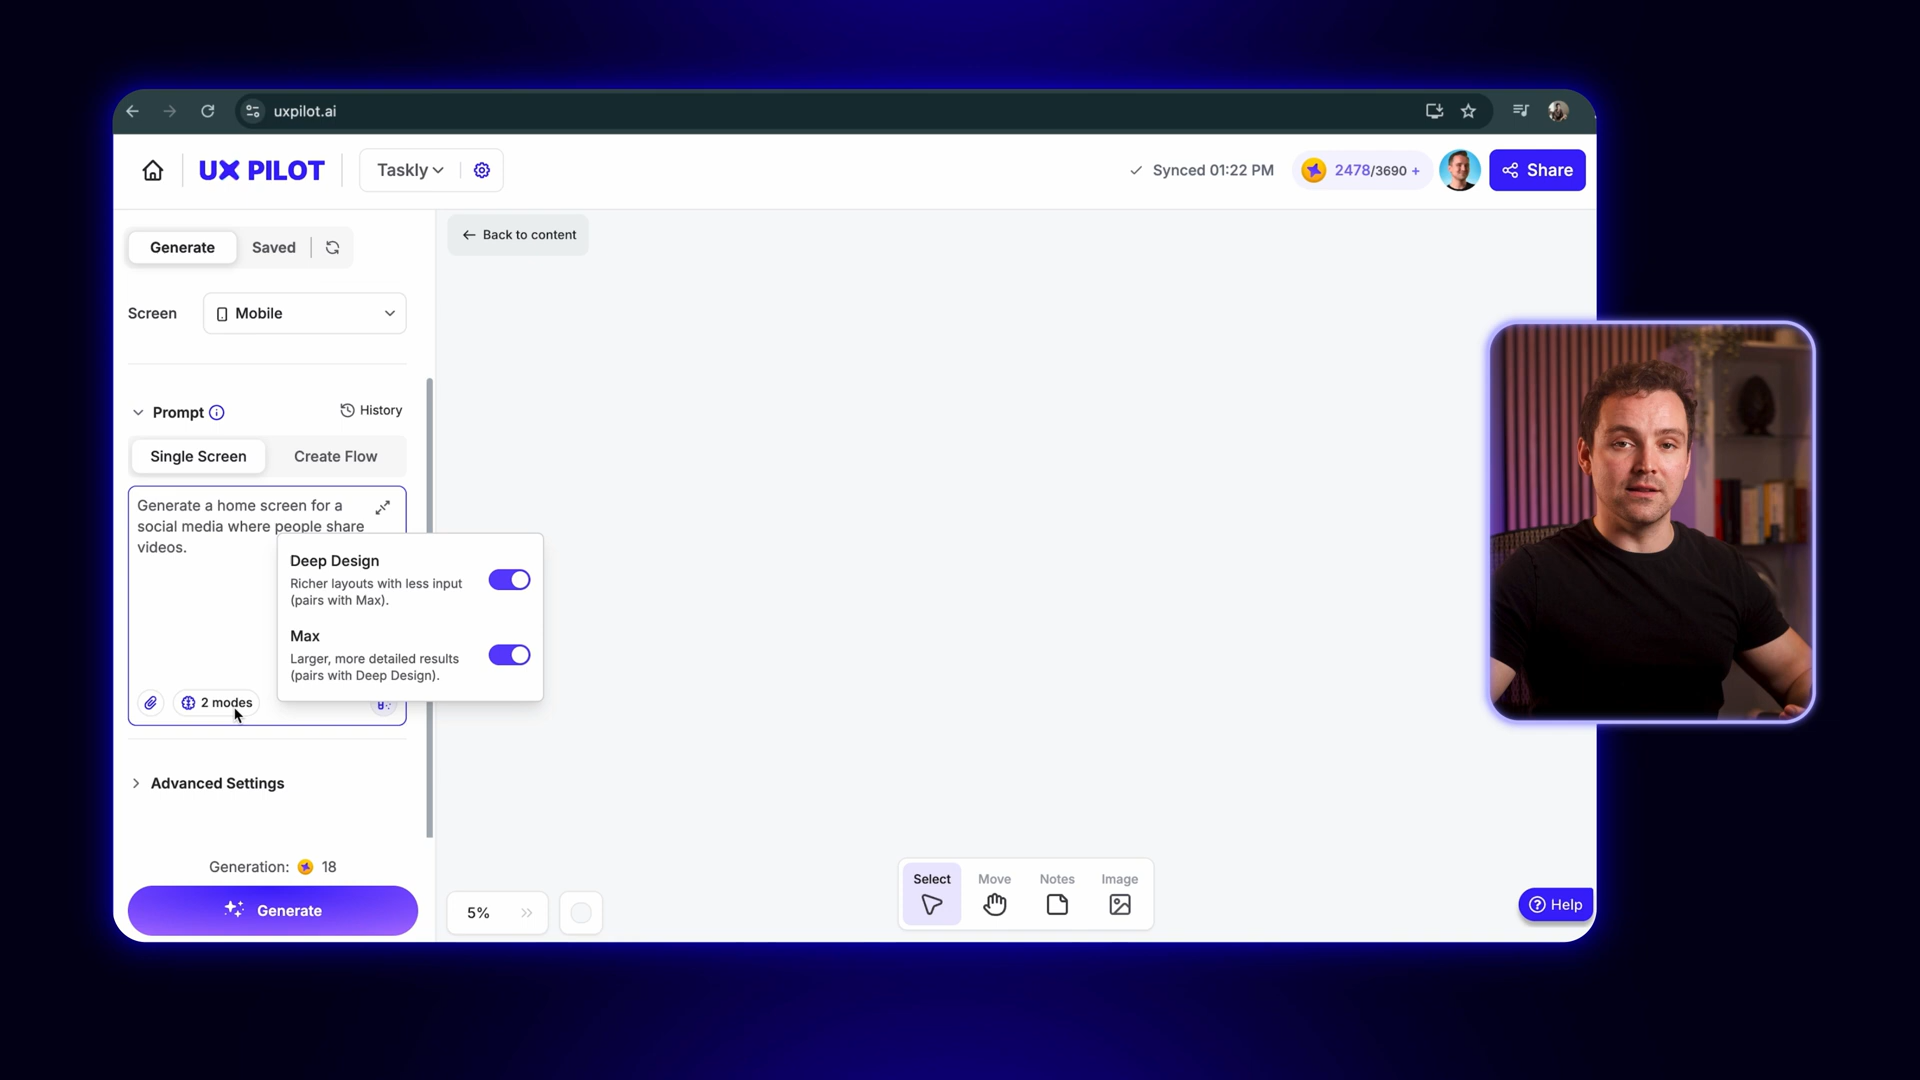 uxpilot.ai
UX PILOT
Taskly
Synced 01:22 PM
2478/3690 +
Share
Generate
Saved
Back to content
Screen
Mobile
Prompt
History
Single Screen
Create Flow
Generate a home screen for a
social media where people share
videos.
Deep Design
Richer layouts with less input
(pairs with Max).
Max
Larger, more detailed results
(pairs with Deep Design).
2 modes
Advanced Settings
Generation: 18
Generate
5%
Select
Move
Notes
Image
Help